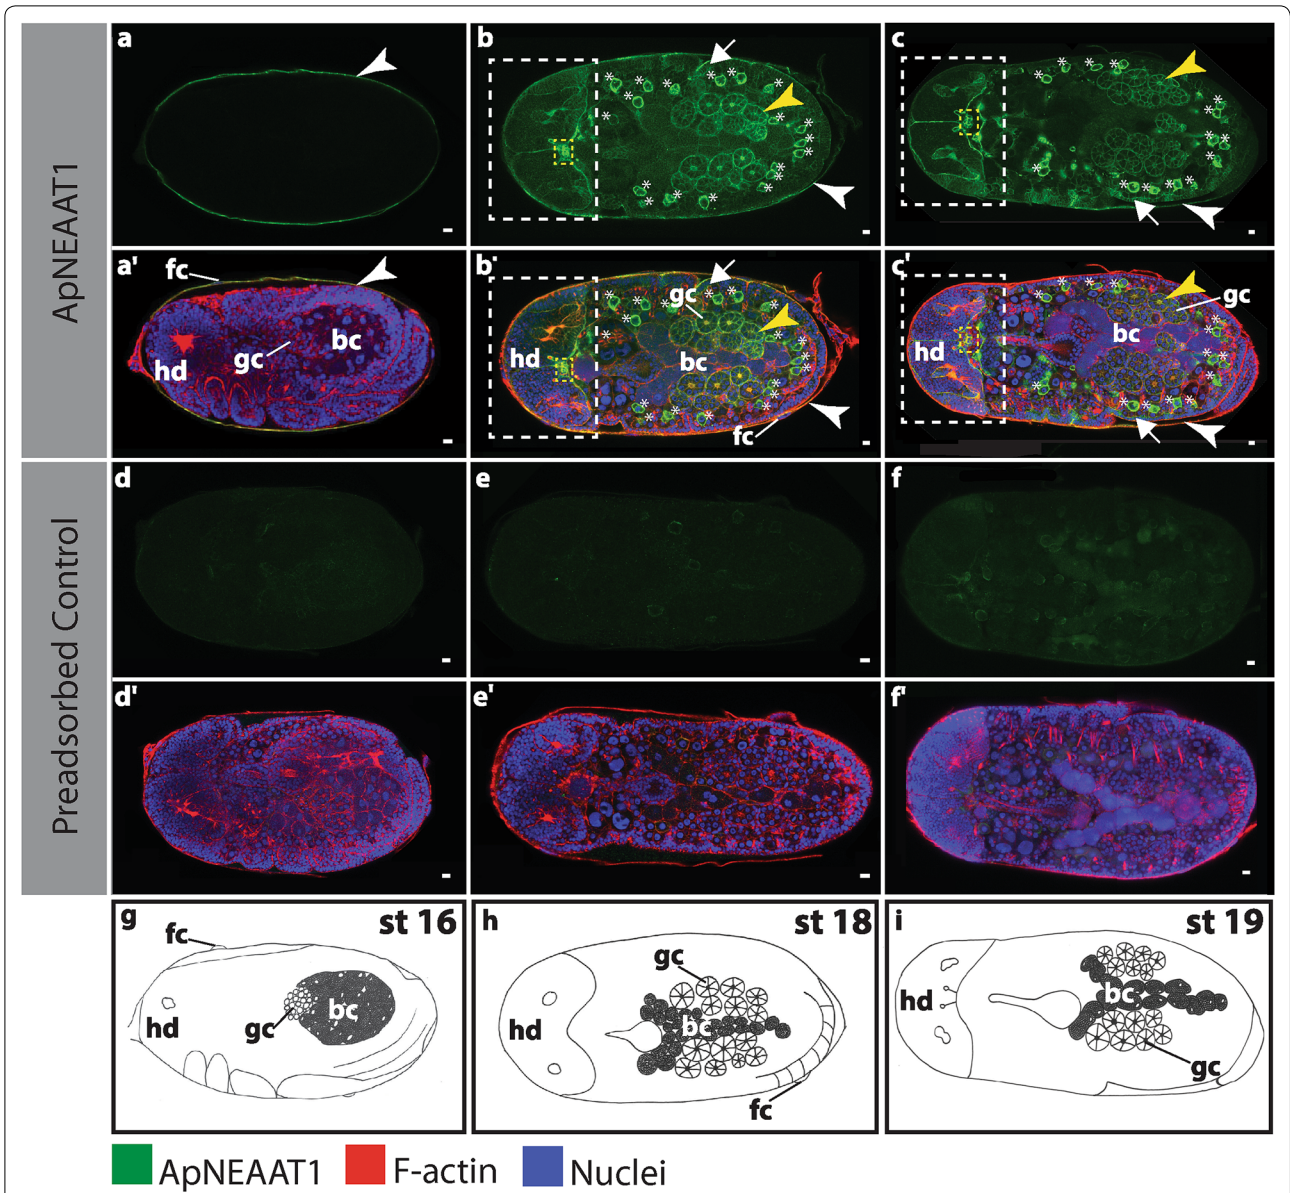 ApNEAAT1
a
b
c
* * * * * * * * * * * * * * * * * *
* * * * * * * * * * * * * * *
a'
fc
hd
gc
bc
b'
hd
gc
bc
fc
c'
hd
bc
gc
Preadsorbed Control
d
e
f
d'
e'
f'
g
st 16
fc
hd
gc
bc
h
st 18
hd
gc
bc
fc
i
st 19
hd
bc
gc
ApNEAAT1
F-actin
Nuclei